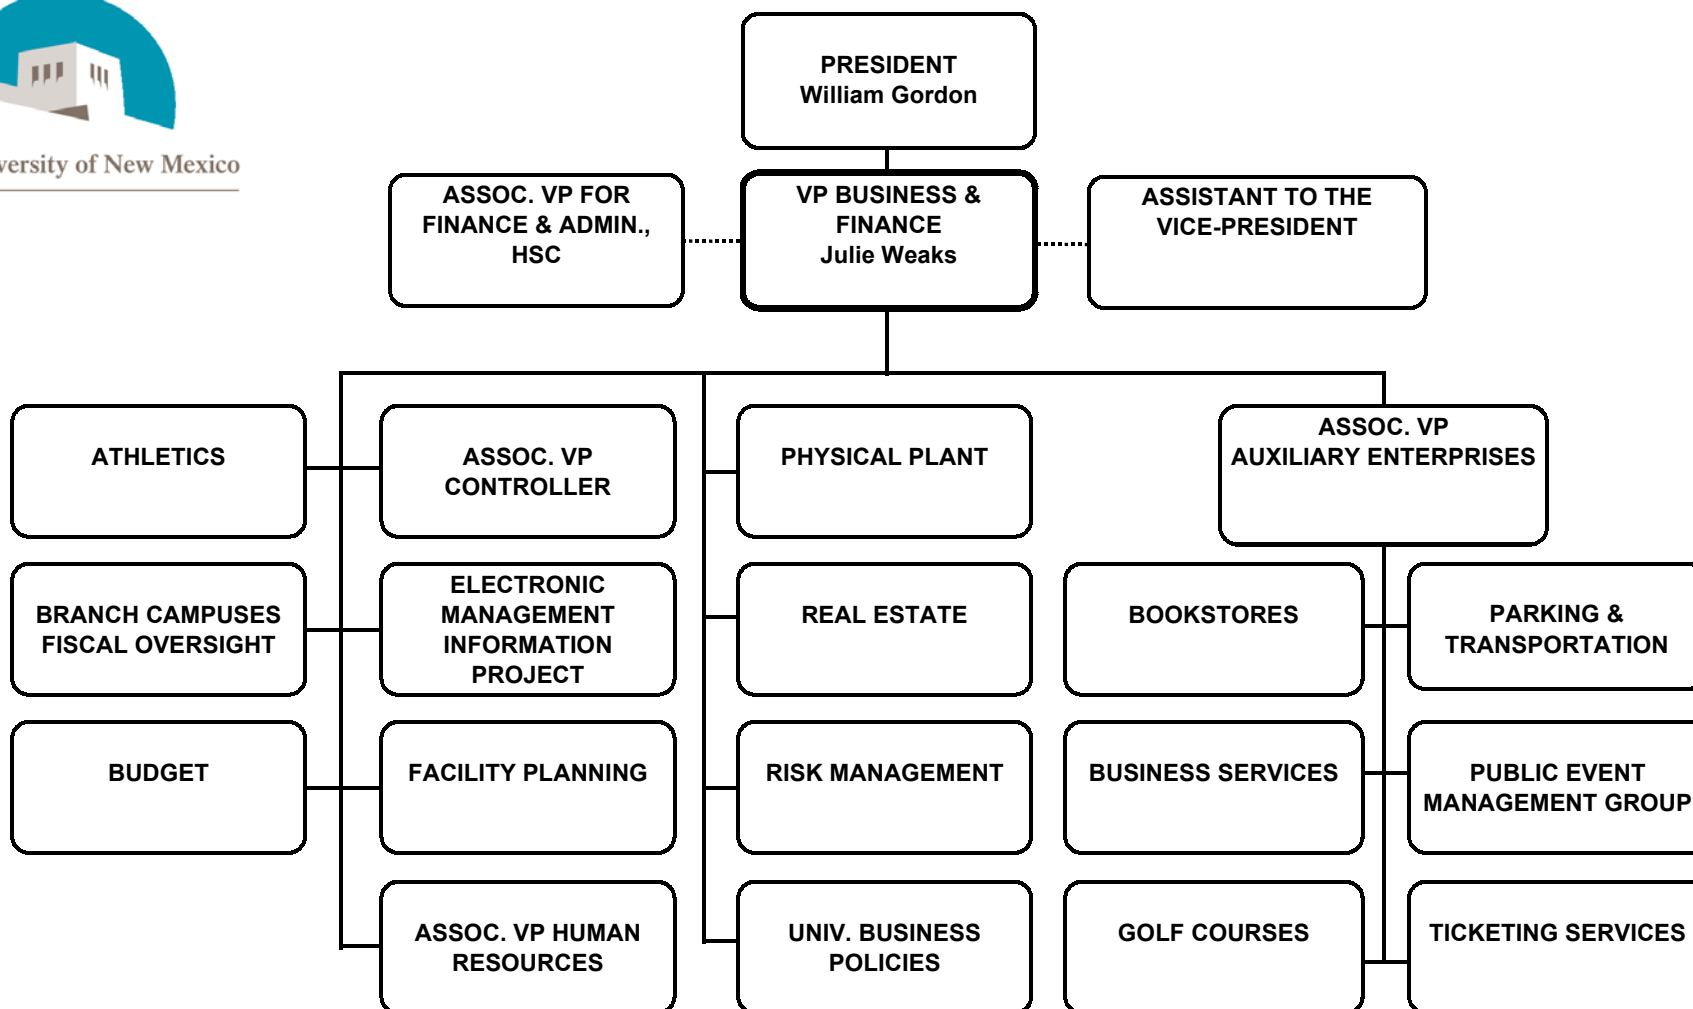 versity of New Mexico
PRESIDENT
William Gordon
ASSOC. VP FOR
FINANCE & ADMIN.,
HSC
VP BUSINESS &
FINANCE
Julie Weaks
ASSISTANT TO THE
VICE-PRESIDENT
ATHLETICS
ASSOC. VP
CONTROLLER
PHYSICAL PLANT
ASSOC. VP
AUXILIARY ENTERPRISES
BRANCH CAMPUSES
FISCAL OVERSIGHT
ELECTRONIC
MANAGEMENT
INFORMATION
PROJECT
REAL ESTATE
BOOKSTORES
PARKING &
TRANSPORTATION
BUDGET
FACILITY PLANNING
RISK MANAGEMENT
BUSINESS SERVICES
PUBLIC EVENT
MANAGEMENT GROUP
ASSOC. VP HUMAN
RESOURCES
UNIV. BUSINESS
POLICIES
GOLF COURSES
TICKETING SERVICES